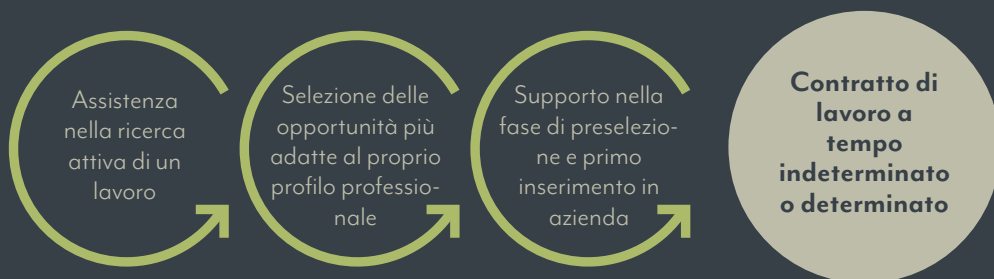 Assistenza
nella ricerca
attiva di un
lavoro
Selezione delle
opportunità più
adatte al proprio
profilo professio-
nale
Supporto nella
fase di preselezio-
ne e primo
inserimento in
azienda
Contratto di
lavoro a
tempo
indeterminato
o determinato